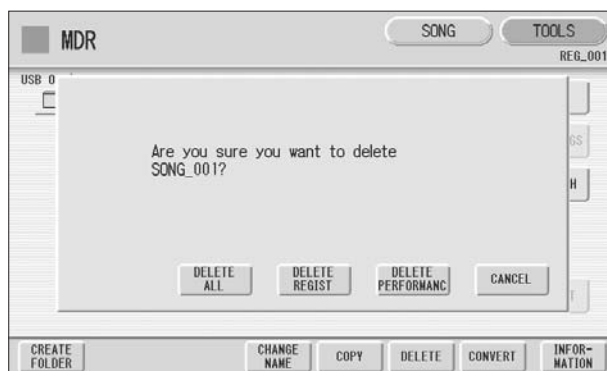 MDR
SONG
TOOLS
REG_001
USB 0
GS
H
Are you sure you want to delete
SONG_001?
T
DELETE
ALL
DELETE
REGIST
DELETE
PERFORMANC
CANCEL
CREATE
FOLDER
CHANGE
NAME
COPY
DELETE
CONVERT
INFOR-
MATION